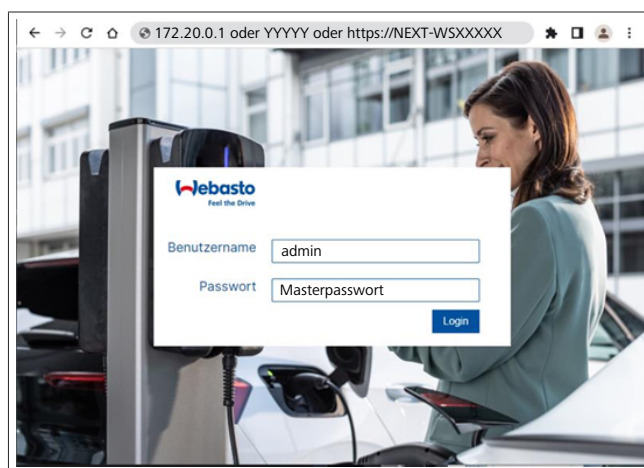 172.20.0.1 oder YYYYY oder https://NEXT-WSXXXXX
Webasto
Feel the Drive
Benutzername admin
Passwort Masterpasswort
Login